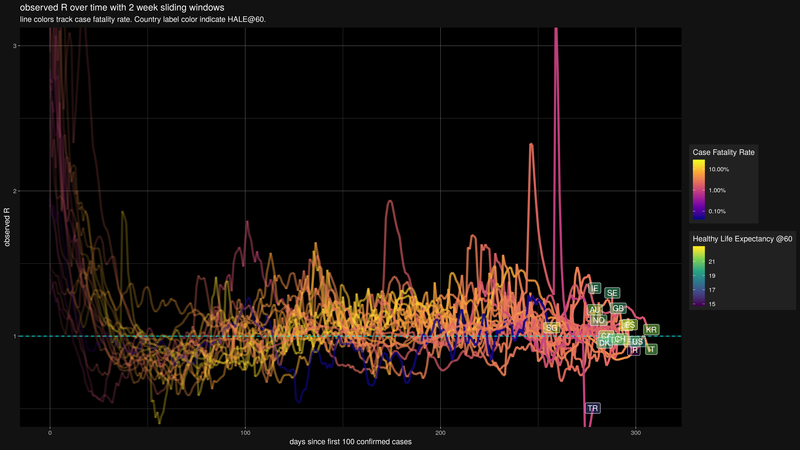 observed R over time with 2 week sliding windows
line colors track case fatality rate. Country label color indicate HALE@60.
observed R
3
2
1
0
100
200
300
days since first 100 confirmed cases
Case Fatality Rate
10.00%
1.00%
0.10%
Healthy Life Expectancy @60
21
19
17
15
IE
SE
GB
NO
SG
KR
US
IR
IT
DK
TR